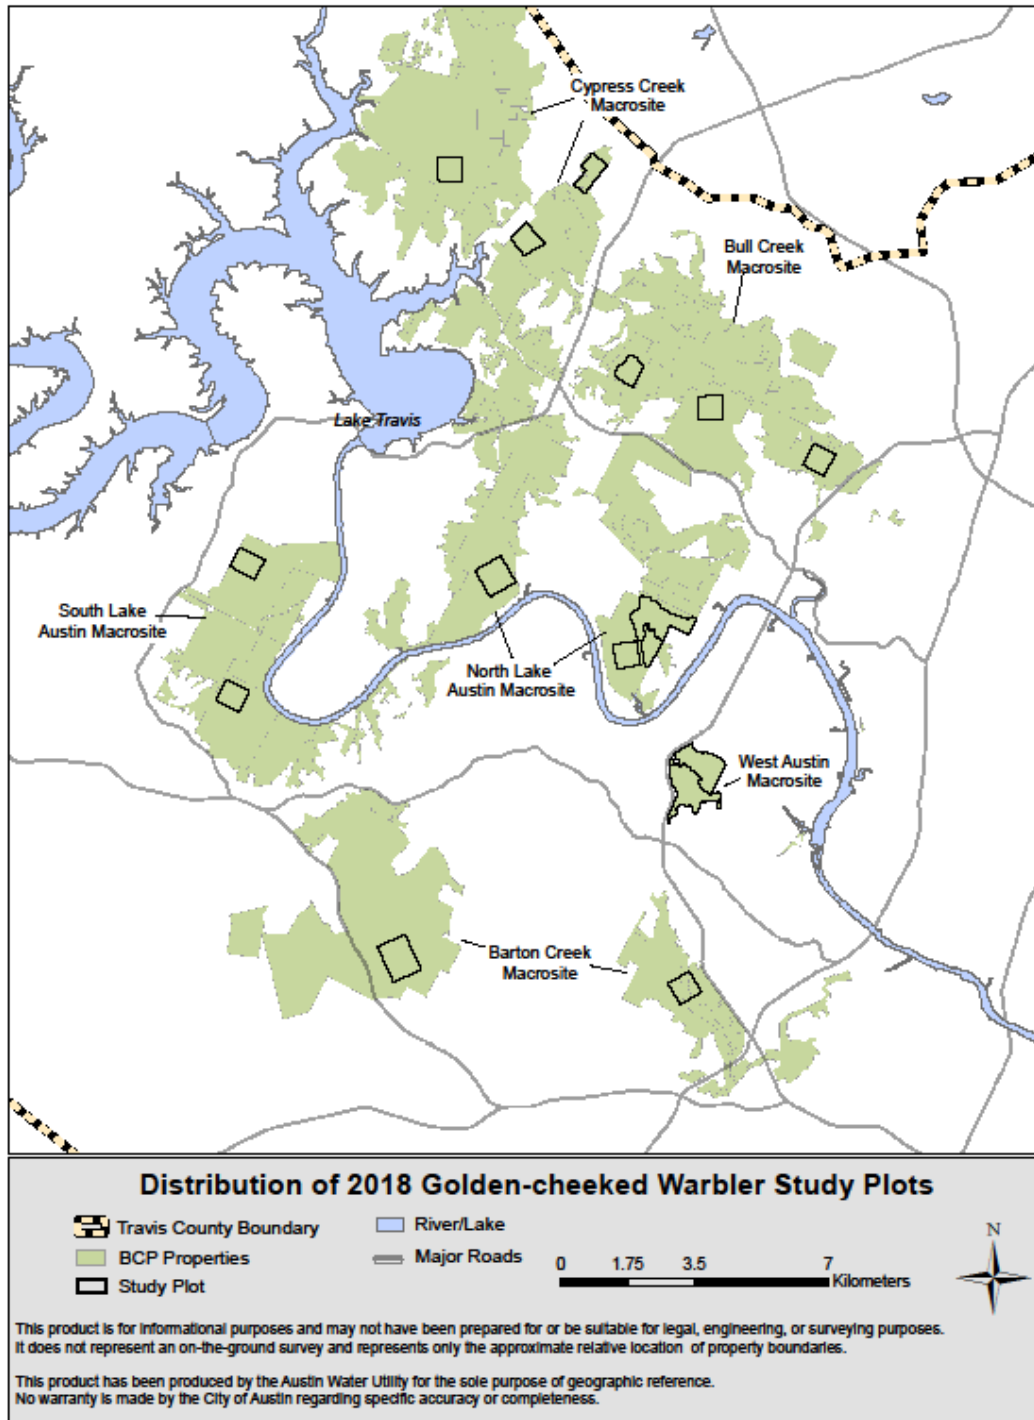 Cypress Creek
Macrosite
Bull Creek
Macrosite
Lake Travis
South Lake
Austin Macrosite
North Lake
Austin Macrosite
West Austin
Macrosite
Barton Creek
Macrosite
Distribution of 2018 Golden-cheeked Warbler Study Plots
Travis County Boundary
River/Lake
BCP Properties
Major Roads
Study Plot
0 1.75 3.5 7
Kilometers
N
This product is for informational purposes and may not have been prepared for or be suitable for legal, engineering, or surveying purposes.
It does not represent an on-the-ground survey and represents only the approximate relative location of property boundaries.
This product has been produced by the Austin Water Utility for the sole purpose of geographic reference.
No warranty is made by the City of Austin regarding specific accuracy or completeness.